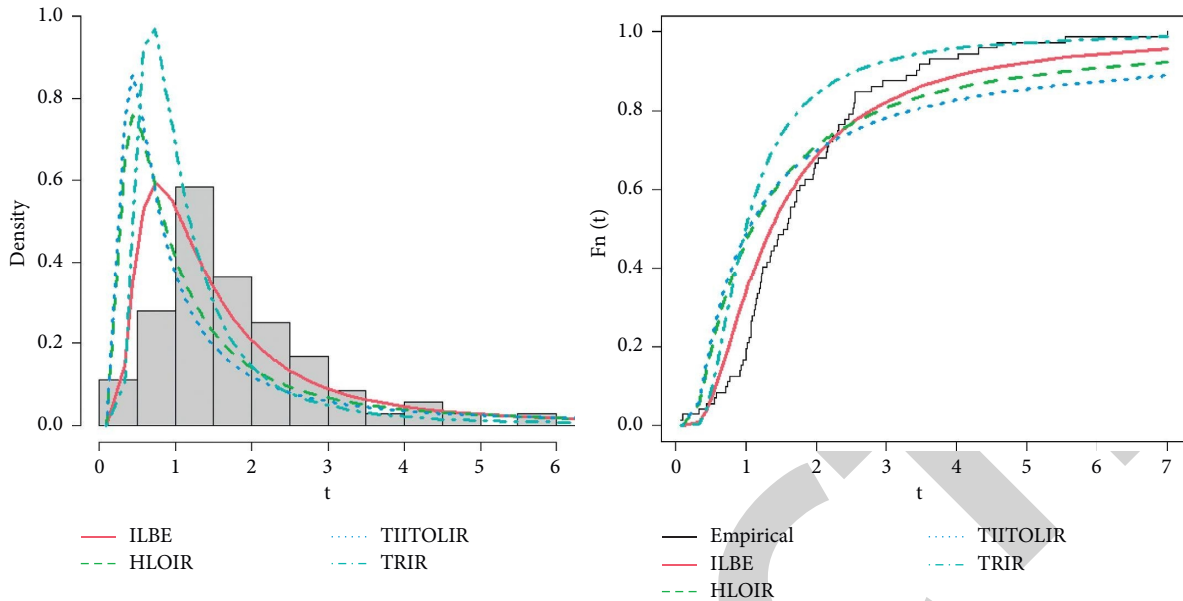 1.0
0.8
0.6
0.4
0.2
0.0
Density
0 1 2 3 4 5 6
t
ILBE
HLOIR
TIITOLIR
TRIR
1.0
0.8
0.6
0.4
0.2
0.0
Fn (t)
0 1 2 3 4 5 6 7
t
Empirical
ILBE
HLOIR
TIITOLIR
TRIR